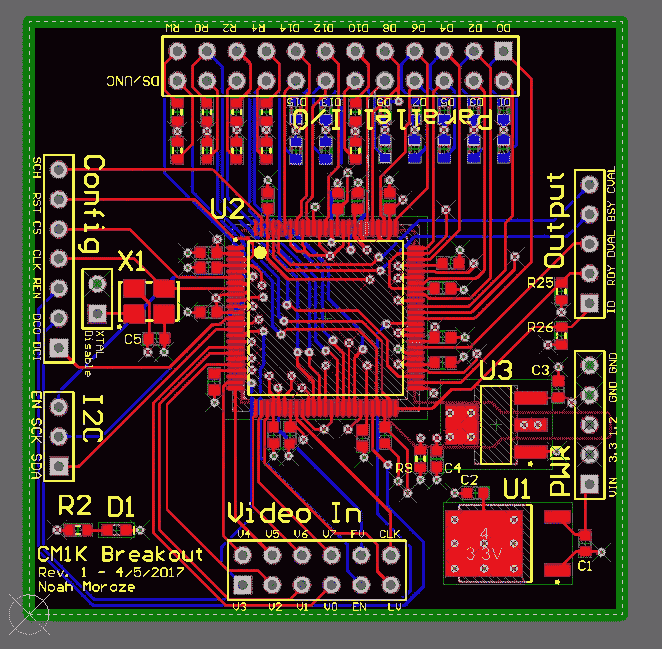 RW R0 R2 R4 D14 D12 D10 D8 D6 D4 D2 D0
DS/UNC
D15 D13 D9 D7 D5 D3 D1
Parallel I/O
Config
SCH
RST
CS
CLK
REN
DCO
DCI
U2
X1
XTAL
Disable
C5
Output
CVAL
BSY
DVAL
RDY
ID
R25
R26
U3
C3
GND
GND
1.2
3.3
VIN
PWR
I2C
EN
SCK
SDA
R9
C4
C2
U1
4
3.3V
C1
R2 D1
CM1K Breakout
Rev. 1 - 4/5/2017
Noah Moroze
Video In
V4 V5 V6 V7 FV CLK
V3 V2 V1 V0 EN LV